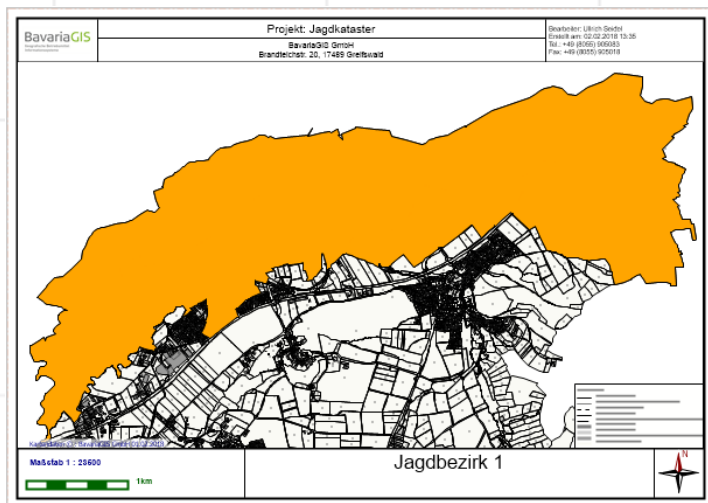 BavariaGIS
Projekt: Jagdkataster
BavariaGIS GmbH
Brandteichstr. 20, 17489 Greifswald
Bearbeiter: Ulrich Seidel
Erstellt am: 02.02.2018 13:35
Tel.: +49 (8055) 905083
Fax: +49 (8055) 905018
Maßstab 1 : 23500
1km
Jagdbezirk 1
N